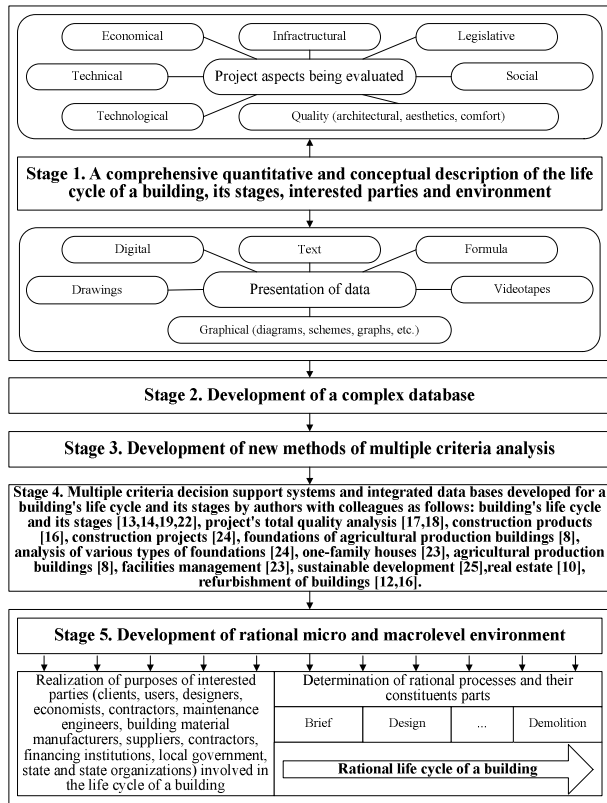 Economical
Infractructural
Legislative
Technical
Project aspects being evaluated
Social
Technological
Quality (architectural, aesthetics, comfort)
Stage 1. A comprehensive quantitative and conceptual description of the life
cycle of a building, its stages, interested parties and environment
Digital
Text
Formula
Drawings
Presentation of data
Videotapes
Graphical (diagrams, schemes, graphs, etc.)
Stage 2. Development of a complex database
Stage 3. Development of new methods of multiple criteria analysis
Stage 4. Multiple criteria decision support systems and integrated data bases developed for a
building's life cycle and its stages by authors with colleagues as follows: building's life cycle
and its stages [13,14,19,22], project's total quality analysis [17,18], construction products
[16], construction projects [24], foundations of agricultural production buildings [8],
analysis of various types of foundations [24], one-family houses [23], agricultural production
buildings [8], facilities management [23], sustainable development [25],real estate [10],
refurbishment of buildings [12,16].
Stage 5. Development of rational micro and macrolevel environment
Realization of purposes of interested
parties (clients, users, designers,
economists, contractors, maintenance
engineers, building material
manufacturers, suppliers, contractors,
financing institutions, local government,
state and state organizations) involved in
the life cycle of a building
Determination of rational processes and their
constituents parts
Brief
Design
...
Demolition
Rational life cycle of a building